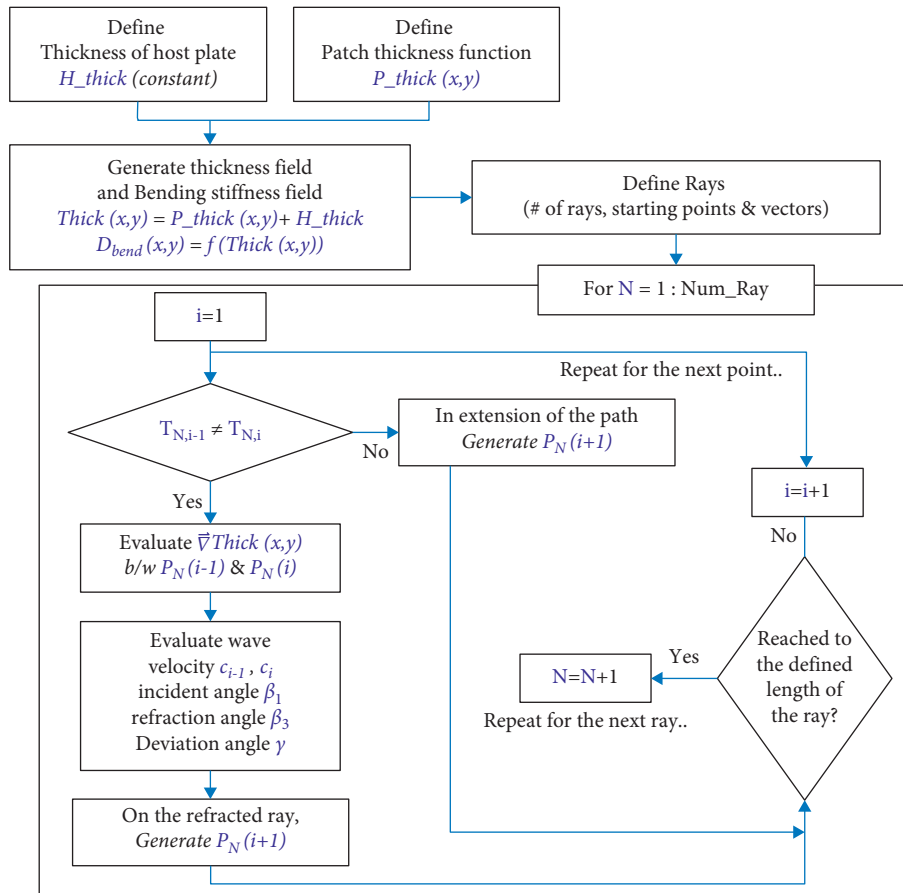 Define
Thickness of host plate
H_thick (constant)
Define
Patch thickness function
P_thick (x,y)
Generate thickness field
and Bending stiffness field
Thick (x,y) = P_thick (x,y)+ H_thick
D_bend (x,y) = f (Thick (x,y))
Define Rays
(# of rays, starting points & vectors)
For N = 1 : Num_Ray
i=1
Repeat for the next point..
T_N,i-1 ≠ T_N,i
No
In extension of the path
Generate P_N (i+1)
Yes
i=i+1
No
Evaluate ∇⃗ Thick (x,y)
b/w P_N (i-1) & P_N (i)
Evaluate wave
velocity c_i-1 , c_i
incident angle β_1
refraction angle β_3
Deviation angle γ
Reached to
the defined
length of
the ray?
Yes
N=N+1
Repeat for the next ray..
On the refracted ray,
Generate P_N (i+1)